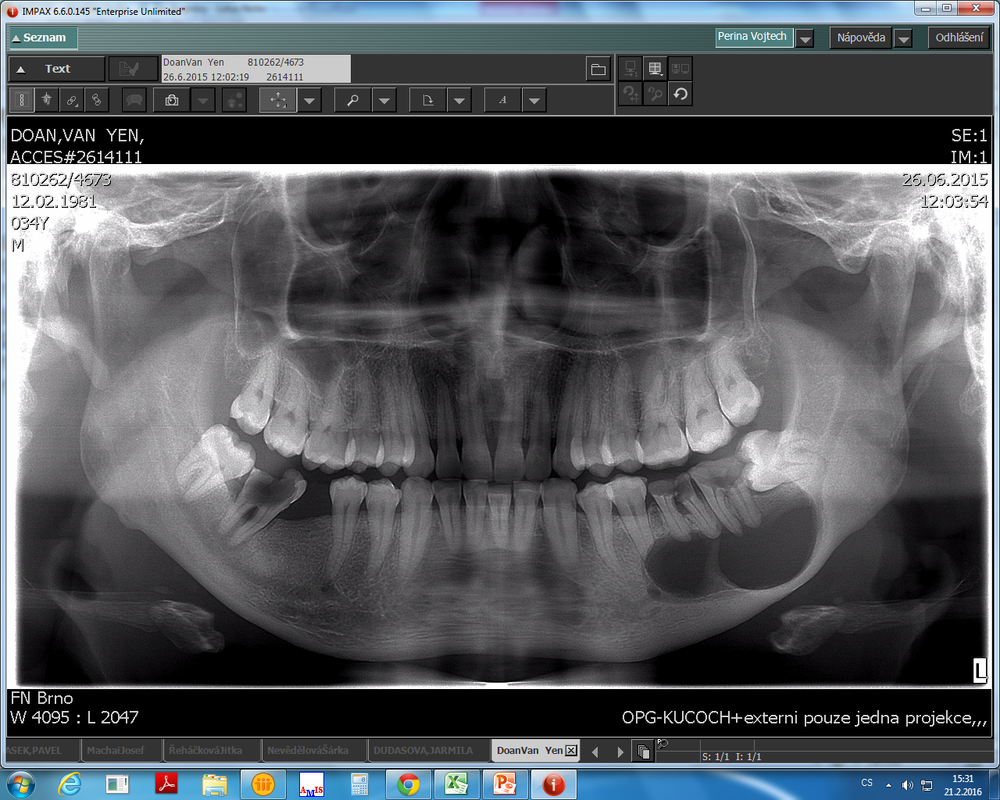 IMPAX 6.6.0.145 "Enterprise Unlimited"
Seznam
Perina Vojtech
Nápověda
Odhlášení
Text
DoanVan Yen 810262/4673
26.6.2015 12:02:19 2614111
A
DOAN,VAN YEN,
ACCES#2614111
810262/4673
12.02.1981
034Y
M
SE:1
IM:1
26.06.2015
12:03:54
L
FN Brno
W 4095 : L 2047
OPG-KUCOCH+externi pouze jedna projekce,,,
ASEK,PAVEL
MachaiJosef
ŘeháčkováJitka
NevědělováŠárka
DUDASOVA,JARMILA
DoanVan Yen
S: 1/1 I: 1/1
AMIS
CS
15:31
21.2.2016